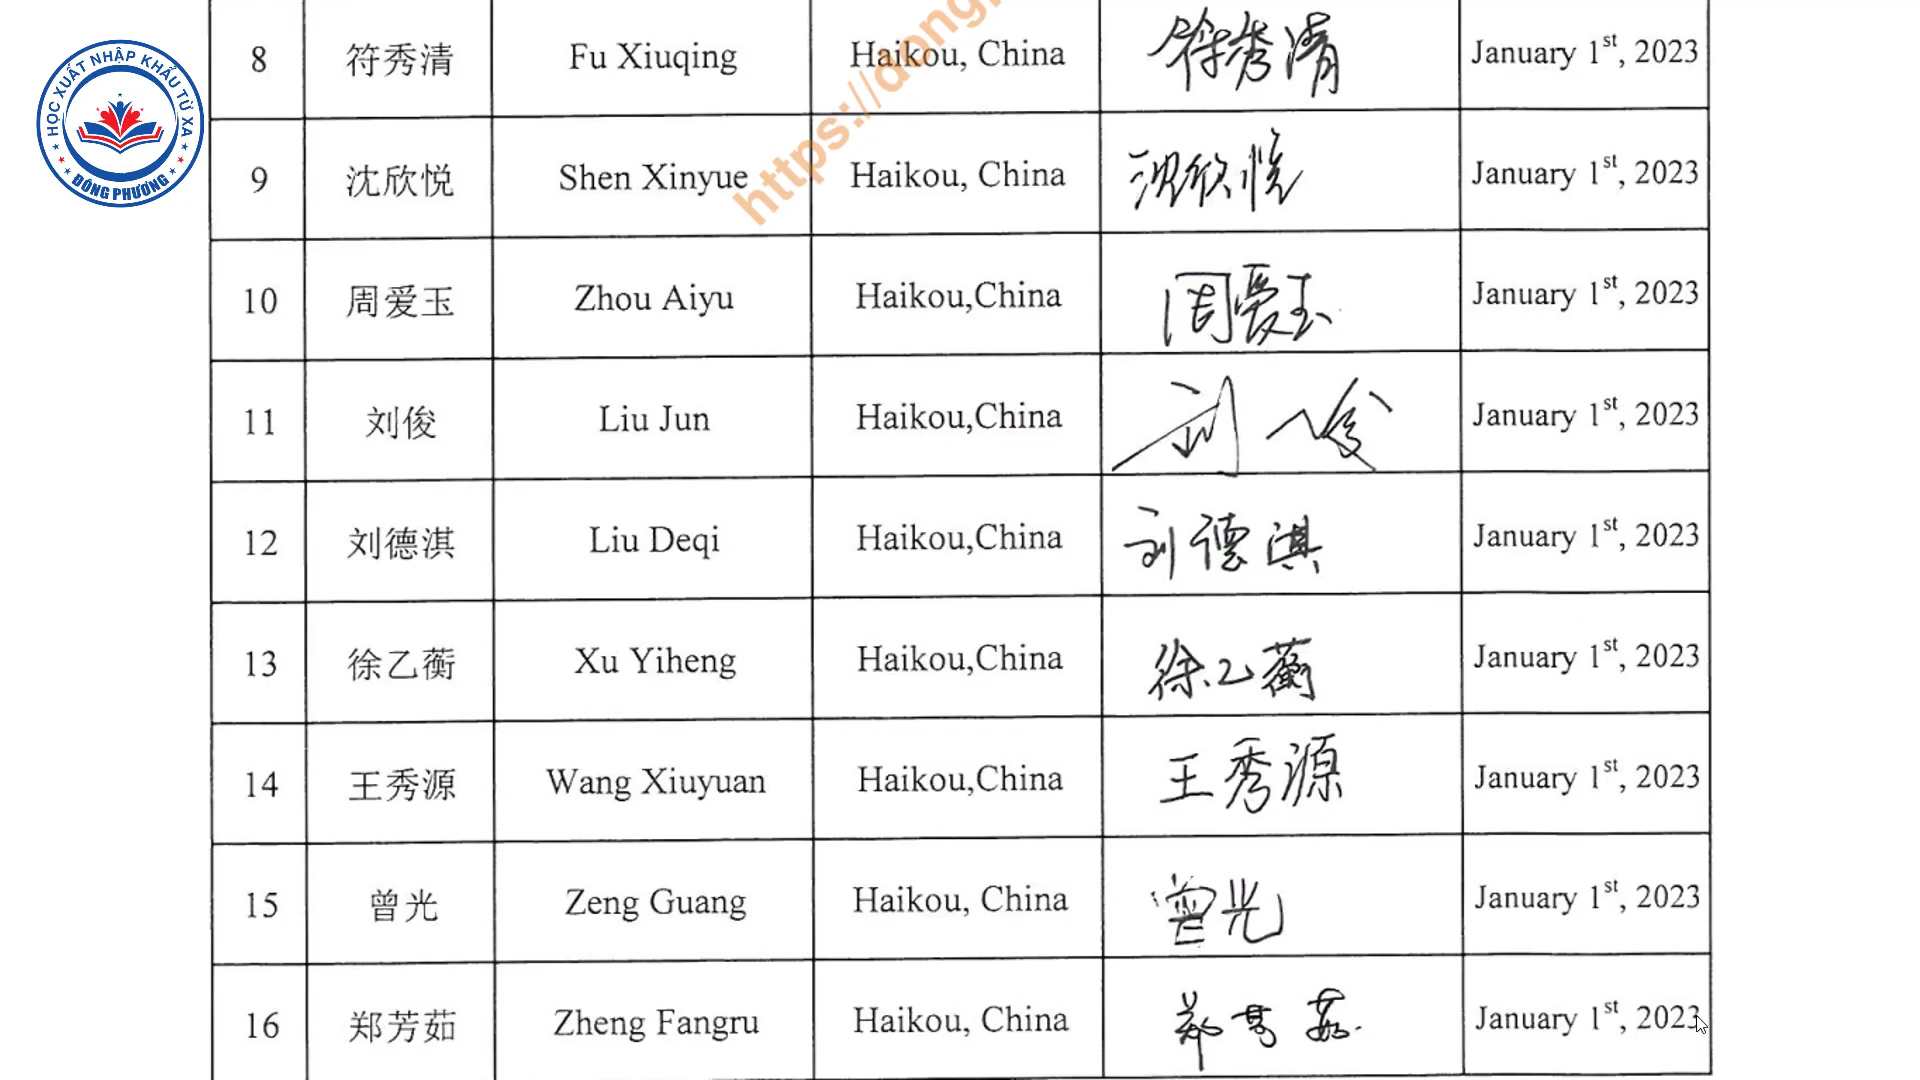 HỌC XUẤT NHẬP KHẨU TỪ XA
ĐÔNG PHƯƠNG
https://dong
8 符秀清 Fu Xiuqing Haikou, China 符秀清 January 1st, 2023
9 沈欣悦 Shen Xinyue Haikou, China 沈欣悦 January 1st, 2023
10 周爱玉 Zhou Aiyu Haikou,China 周爱玉 January 1st, 2023
11 刘俊 Liu Jun Haikou,China 刘俊 January 1st, 2023
12 刘德淇 Liu Deqi Haikou,China 刘德淇 January 1st, 2023
13 徐乙蘅 Xu Yiheng Haikou,China 徐乙蘅 January 1st, 2023
14 王秀源 Wang Xiuyuan Haikou,China 王秀源 January 1st, 2023
15 曾光 Zeng Guang Haikou, China 曾光 January 1st, 2023
16 郑芳茹 Zheng Fangru Haikou, China 郑芳茹 January 1st, 2023